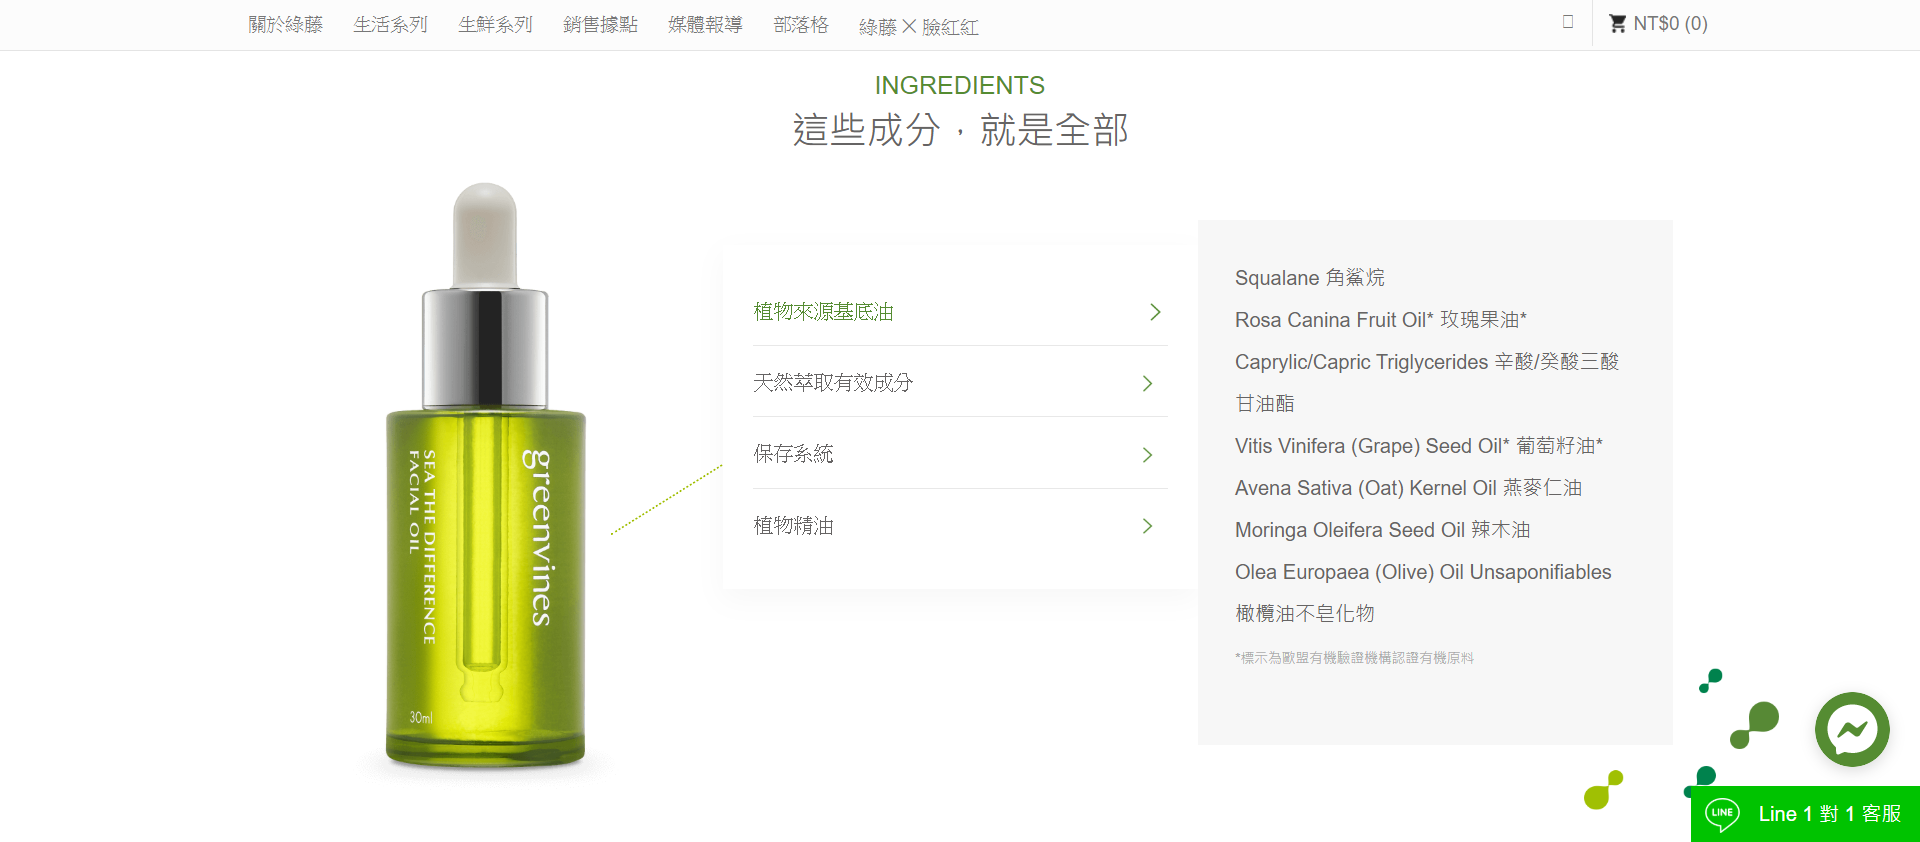 關於綠藤 生活系列 生鮮系列 銷售據點 媒體報導 部落格 綠藤╳臉紅紅 NT$0 (0)
INGREDIENTS
這些成分，就是全部
植物來源基底油
天然萃取有效成分
保存系統
植物精油
Squalane 角鯊烷
Rosa Canina Fruit Oil* 玫瑰果油*
Caprylic/Capric Triglycerides 辛酸/癸酸三酸
甘油酯
Vitis Vinifera (Grape) Seed Oil* 葡萄籽油*
Avena Sativa (Oat) Kernel Oil 燕麥仁油
Moringa Oleifera Seed Oil 辣木油
Olea Europaea (Olive) Oil Unsaponifiables
橄欖油不皂化物
*標示為歐盟有機驗證機構認證有機原料
greenvines
SEA THE DIFFERENCE
FACIAL OIL
30ml
LINE Line 1 對 1 客服